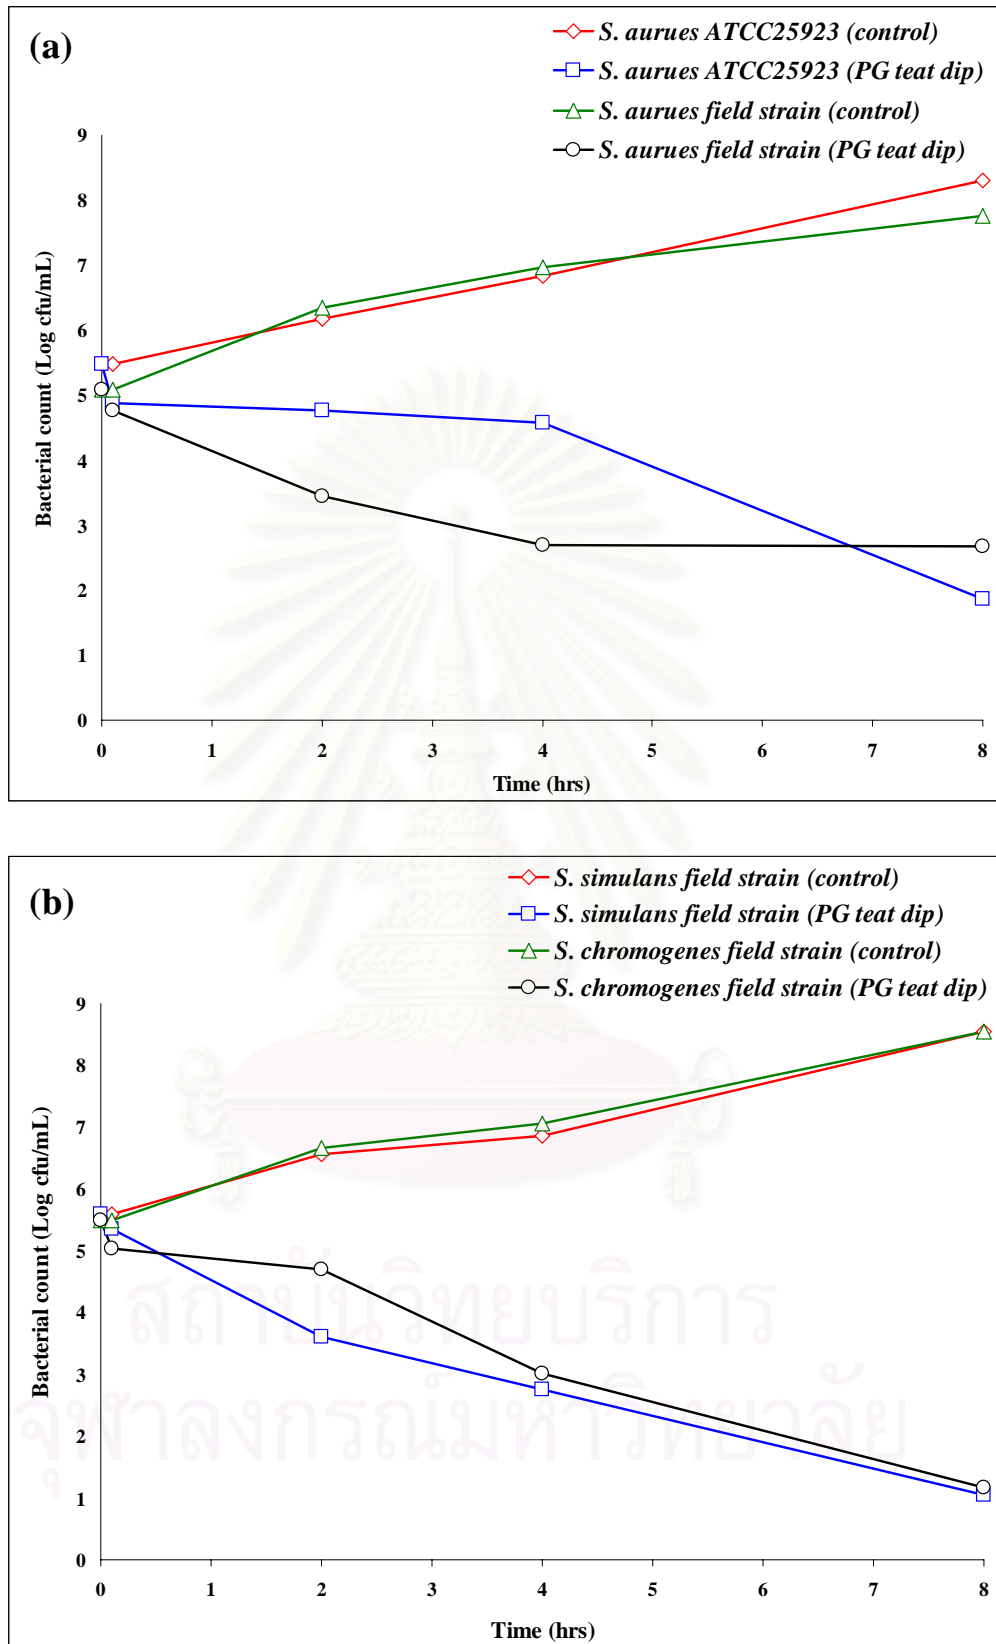 (a)
S. aurues ATCC25923 (control)
S. aurues ATCC25923 (PG teat dip)
S. aurues field strain (control)
S. aurues field strain (PG teat dip)
Bacterial count (Log cfu/mL)
9
8
7
6
5
4
3
2
1
0
0 1 2 3 4 5 6 7 8
Time (hrs)
(b)
S. simulans field strain (control)
S. simulans field strain (PG teat dip)
S. chromogenes field strain (control)
S. chromogenes field strain (PG teat dip)
Bacterial count (Log cfu/mL)
9
8
7
6
5
4
3
2
1
0
สถาบันวิทยบริการ
จุฬาลงกรณ์มหาวิทยาลัย
0 1 2 3 4 5 6 7 8
Time (hrs)